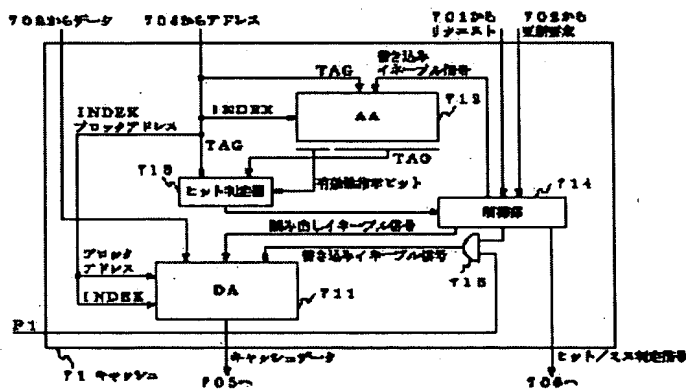 702からデータ
704からアドレス
701から
リクエスト
702から
更新要求
書き込み
イネーブル信号
TAG
INDEX
712
AA
INDEX
ブロックアドレス
TAG
TAG
713
ヒット判定器
有効性指示ビット
714
制御部
読み出しイネーブル信号
書き込みイネーブル信号
ブロック
アドレス
715
INDEX
DA
711
P1
キャッシュデータ
ヒット/ミス判定信号
71 キャッシュ
705へ
706へ